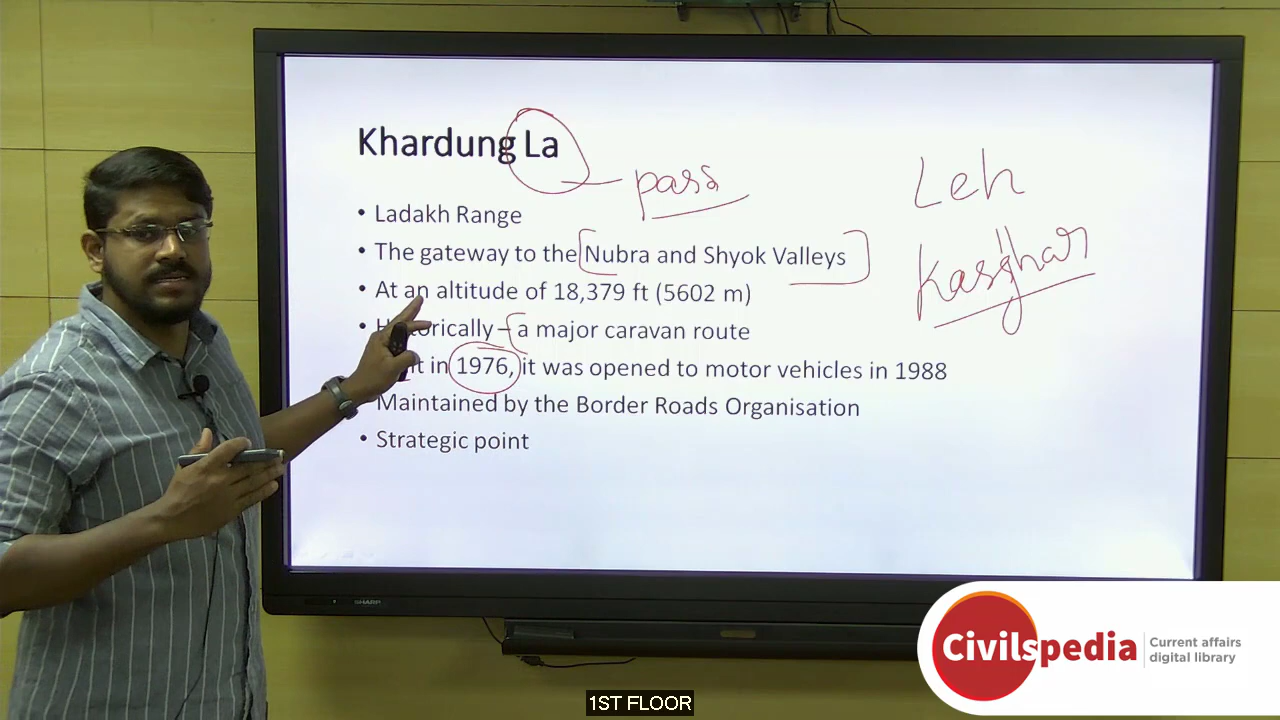 Khardung La
pass
Leh
Kasghar
• Ladakh Range
• The gateway to the Nubra and Shyok Valleys
• At an altitude of 18,379 ft (5602 m)
• Historically – a major caravan route
in 1976, it was opened to motor vehicles in 1988
Maintained by the Border Roads Organisation
• Strategic point
SHARP
Civilspedia
Current affairs
digital library
1ST FLOOR